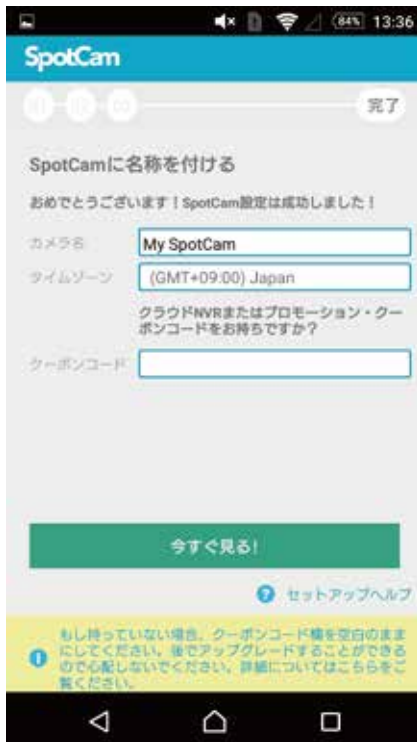 84% 13:36
SpotCam
完了
SpotCamに名称を付ける
おめでとうございます！SpotCam設定は成功しました！
カメラ名 My SpotCam
タイムゾーン (GMT+09:00) Japan
クラウドNVRまたはプロモーション・クー
ポンコードをお持ちですか？
クーポンコード
今すぐ見る!
セットアップヘルプ
もし持っていない場合、クーポンコード欄を空白のまま
にしてください。後でアップグレードすることができる
ので心配しないでください。詳細についてはこちらをご
覧ください。